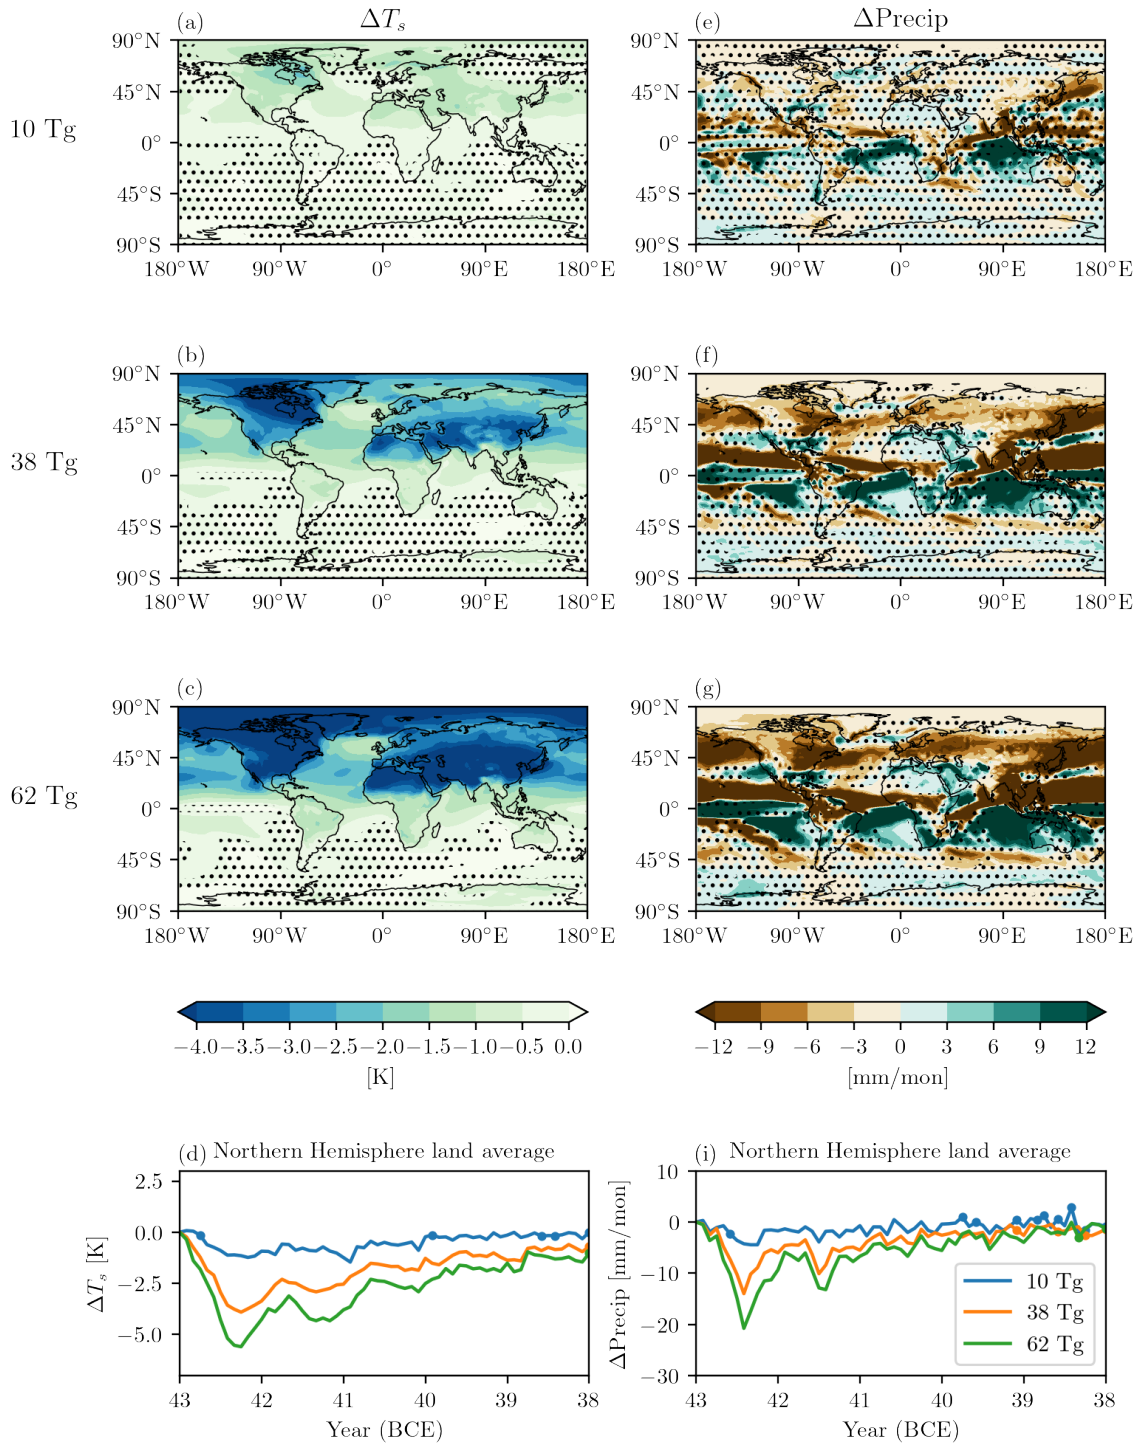 (a) ΔTₛ (e) ΔPrecip
90°N
45°N
0°
45°S
90°S
180°W 90°W 0° 90°E 180°E
180°W 90°W 0° 90°E 180°E
10 Tg
(b) (f)
90°N 90°N
45°N 45°N
0° 0°
45°S 45°S
90°S 90°S
180°W 90°W 0° 90°E 180°E
180°W 90°W 0° 90°E 180°E
38 Tg
(c) (g)
90°N 90°N
45°N 45°N
0° 0°
45°S 45°S
90°S 90°S
180°W 90°W 0° 90°E 180°E
180°W 90°W 0° 90°E 180°E
62 Tg
−4.0 −3.5 −3.0 −2.5 −2.0 −1.5 −1.0 −0.5 0.0
[K]
−12 −9 −6 −3 0 3 6 9 12
[mm/mon]
(d) Northern Hemisphere land average
2.5
0.0
−2.5
−5.0
ΔTₛ [K]
43 42 41 40 39 38
Year (BCE)
(i) Northern Hemisphere land average
10
0
−10
−20
−30
ΔPrecip [mm/mon]
10 Tg
38 Tg
62 Tg
43 42 41 40 39 38
Year (BCE)